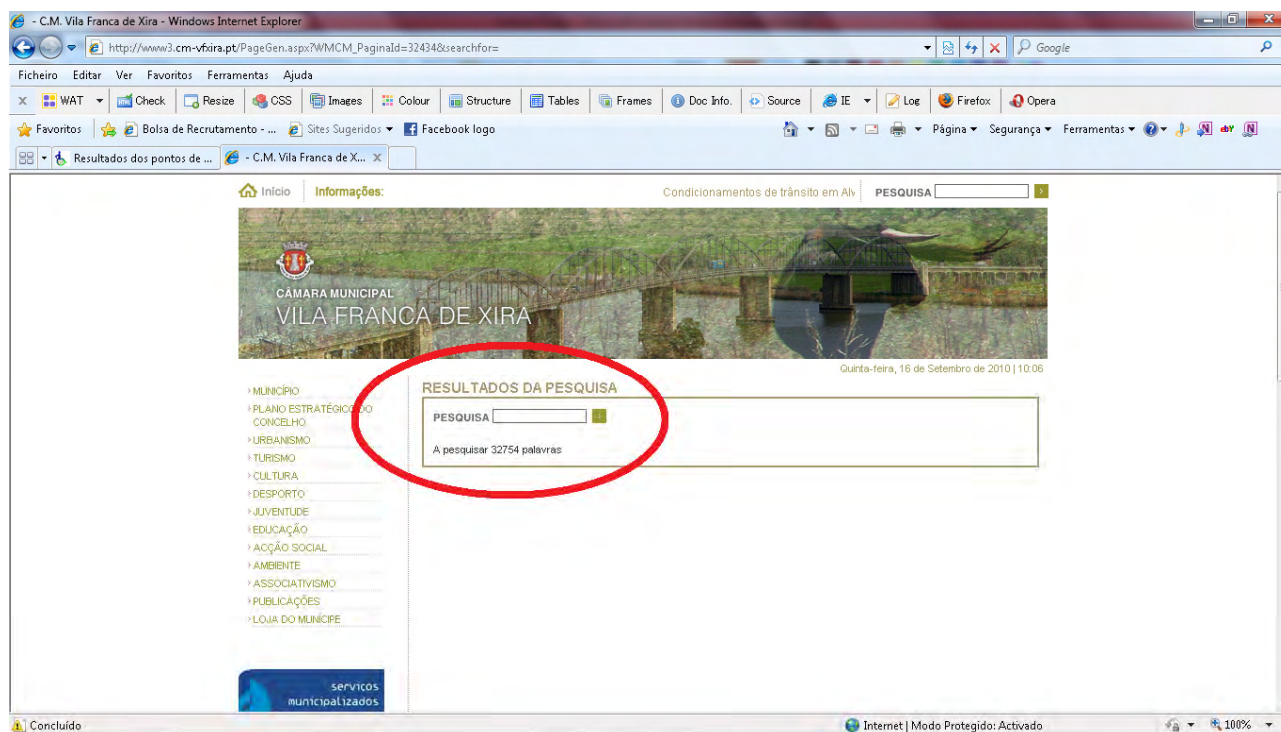 - C.M. Vila Franca de Xira - Windows Internet Explorer
http://www3.cm-vfxira.pt/PageGen.aspx?WMCM_PaginaId=32434&searchfor=
Google
Ficheiro Editar Ver Favoritos Ferramentas Ajuda
x WAT Check Resize CSS Images Colour Structure Tables Frames Doc Info. Source IE Log Firefox Opera
Favoritos Bolsa de Recrutamento - ... Sites Sugeridos Facebook logo Página Segurança Ferramentas
Resultados dos pontos de ... - C.M. Vila Franca de X... x
Início Informações: Condicionamentos de trânsito em Alv PESQUISA
CÂMARA MUNICIPAL
VILA FRANCA DE XIRA
Quinta-feira, 16 de Setembro de 2010 | 10:06
MUNICÍPIO
PLANO ESTRATÉGICO DO
CONCELHO
URBANISMO
TURISMO
CULTURA
DESPORTO
JUVENTUDE
EDUCAÇÃO
ACÇÃO SOCIAL
AMBIENTE
ASSOCIATIVISMO
PUBLICAÇÕES
LOJA DO MUNÍCIPE
RESULTADOS DA PESQUISA
PESQUISA
A pesquisar 32754 palavras
serviços
municipalizados
Concluído Internet | Modo Protegido: Activado 100%